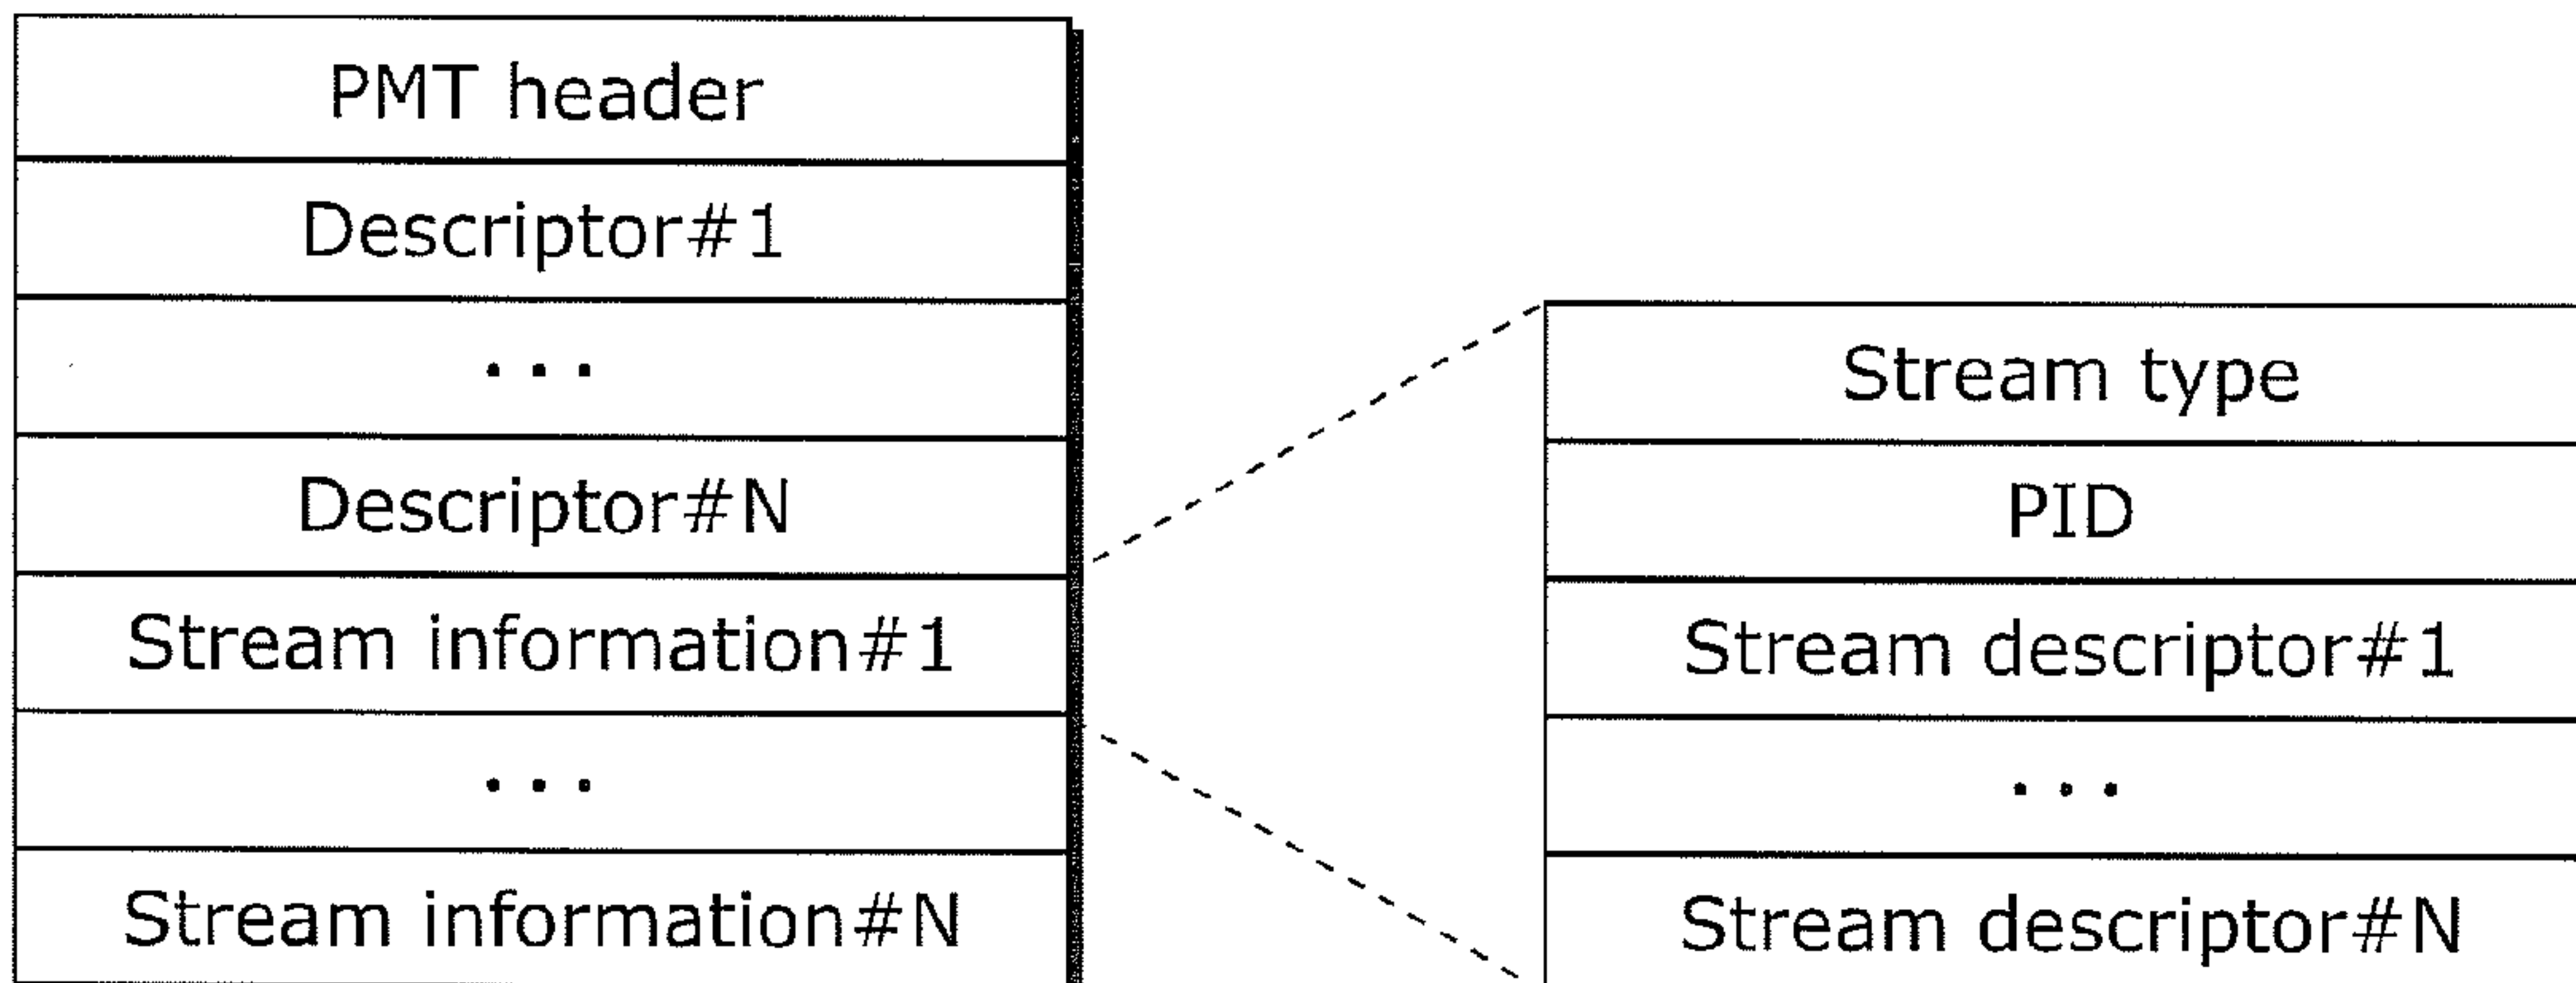 PMT header
Descriptor#1
...
Descriptor#N
Stream information#1
...
Stream information#N
Stream type
PID
Stream descriptor#1
...
Stream descriptor#N